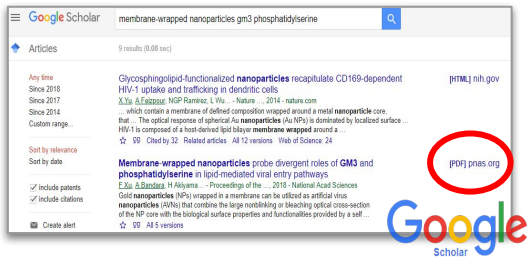 Google Scholar
membrane-wrapped nanoparticles gm3 phosphatidylserine
Articles
9 results (0.08 sec)
Any time
Since 2018
Since 2017
Since 2014
Custom range...
Sort by relevance
Sort by date
include patents
include citations
Create alert
Glycosphingolipid-functionalized nanoparticles recapitulate CD169-dependent
HIV-1 uptake and trafficking in dendritic cells
X Yu, A Feizpour, NGP Ramirez, L Wu... - Nature ..., 2014 - nature.com
... which contain a membrane of defined composition wrapped around a metal nanoparticle core,
that ... The optical response of spherical Au nanoparticles (Au NPs) is dominated by localized surface ...
HIV-1 is composed of a host-derived lipid bilayer membrane wrapped around a ...
Cited by 32 Related articles All 12 versions Web of Science: 24
[HTML] nih.gov
Membrane-wrapped nanoparticles probe divergent roles of GM3 and
phosphatidylserine in lipid-mediated viral entry pathways
F Xu, A Bandara, H Akiyama... - Proceedings of the ..., 2018 - National Acad Sciences
Gold nanoparticles (NPs) wrapped in a membrane can be utilized as artificial virus
nanoparticles (AVNs) that combine the large nonblinking or bleaching optical cross-section
of the NP core with the biological surface properties and functionalities provided by a self ...
All 5 versions
[PDF] pnas.org
Google
Scholar